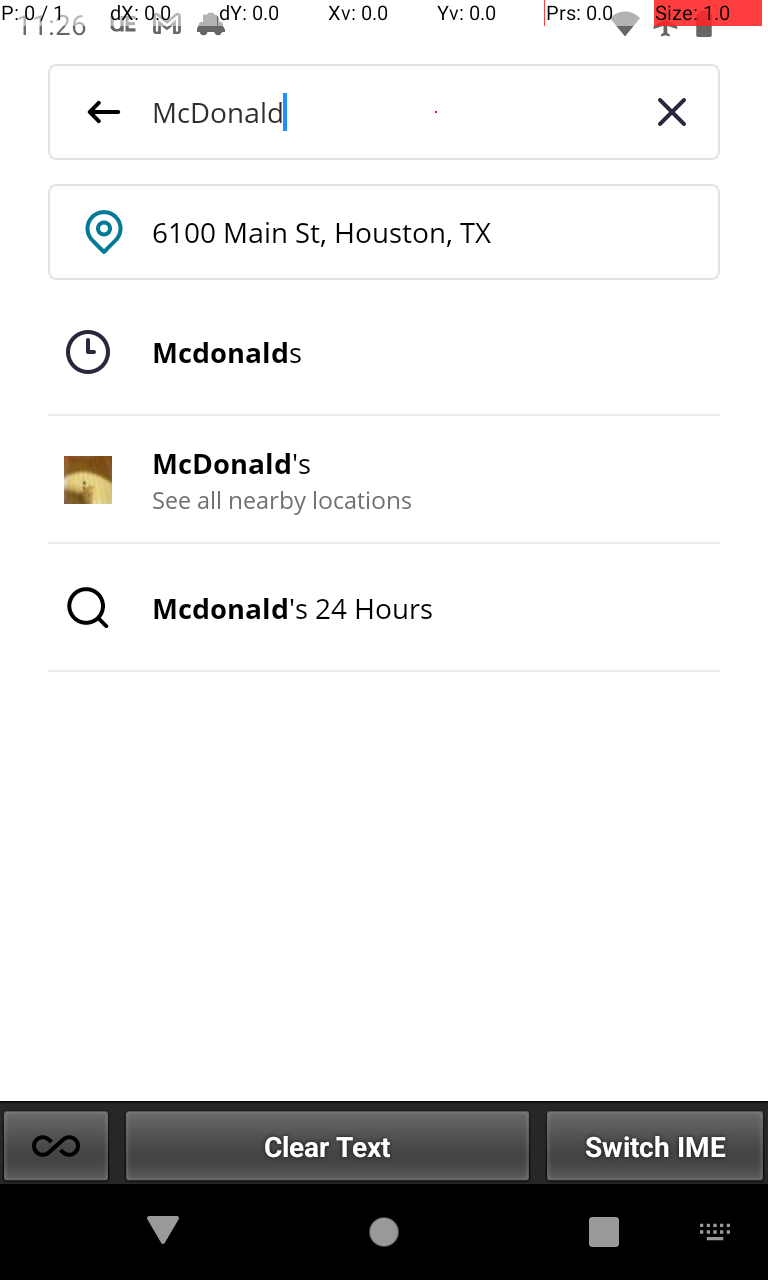 P: 0 / 1 dX: 0.0 dY: 0.0 Xv: 0.0 Yv: 0.0 Prs: 0.0 Size: 1.0
11:26 UE
McDonald
6100 Main St, Houston, TX
Mcdonalds
McDonald's
See all nearby locations
Mcdonald's 24 Hours
Clear Text Switch IME